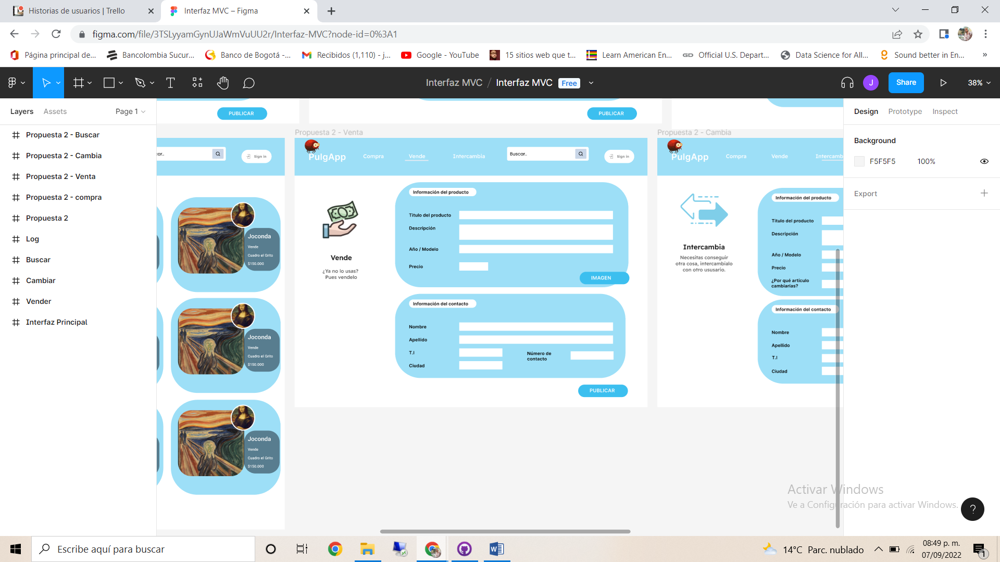 Historias de usuarios | Trello
Interfaz MVC – Figma
figma.com/file/3TSLyyamGynUJaWmVuUU2r/Interfaz-MVC?node-id=0%3A1
Página principal de...
Bancolombia Sucur...
Banco de Bogotá -...
Recibidos (1,110) - j...
Google - YouTube
15 sitios web que t...
Learn American En...
GD
Official U.S. Depart...
Data Science for All...
Sound better in En...
»
Interfaz MVC / Interfaz MVC
Free
J
Share
38%
Layers
Assets
Page 1
Propuesta 2 - Buscar
Propuesta 2 - Cambia
Propuesta 2 - Venta
Propuesta 2 - compra
Propuesta 2
Log
Buscar
Cambiar
Vender
Interfaz Principal
PUBLICAR
PUBLICAR
car..
Sign in
Joconda
Vende
Cuadro el Grito
$150.000
Joconda
Vende
Cuadro el Grito
$150.000
Joconda
Vende
Cuadro el Grito
$150.000
Propuesta 2 - Venta
PulgApp
Compra
Vende
Intercambia
Buscar..
Sign in
Vende
¿Ya no lo usas?
Pues vendelo
Información del producto
Titulo del producto
Descripción
Año / Modelo
Precio
IMAGEN
Información del contacto
Nombre
Apellido
T.I
Ciudad
Número de
contacto
PUBLICAR
Propuesta 2 - Cambia
PulgApp
Compra
Vende
Intercamb
Intercambia
Necesitas conseguir
otra cosa, intercambialo
con otro ususario.
Información del producto
Titulo del producto
Descripción
Año / Modelo
Precio
¿Por qué artículo
cambiarías?
Información del contacto
Nombre
Apellido
T.I
Ciudad
Design
Prototype
Inspect
Background
F5F5F5
100%
Export
Activar Windows
Ve a Configuración para activar Windows.
?
Escribe aquí para buscar
14°C Parc. nublado
08:49 p. m.
07/09/2022
1